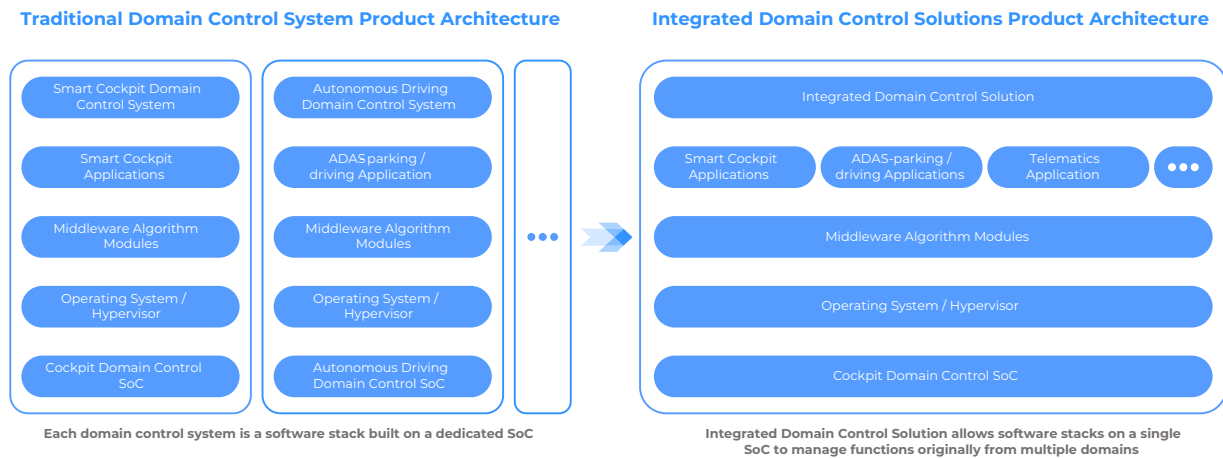 Traditional Domain Control System Product Architecture
Smart Cockpit Domain
Control System
Smart Cockpit
Applications
Middleware Algorithm
Modules
Operating System /
Hypervisor
Cockpit Domain Control
SoC
Autonomous Driving
Domain Control System
ADAS-parking /
driving Application
Middleware Algorithm
Modules
Operating System /
Hypervisor
Autonomous Driving
Domain Control SoC
Each domain control system is a software stack built on a dedicated SoC
Integrated Domain Control Solutions Product Architecture
Integrated Domain Control Solution
Smart Cockpit
Applications
ADAS-parking /
driving Applications
Telematics
Application
Middleware Algorithm Modules
Operating System / Hypervisor
Cockpit Domain Control SoC
Integrated Domain Control Solution allows software stacks on a single
SoC to manage functions originally from multiple domains